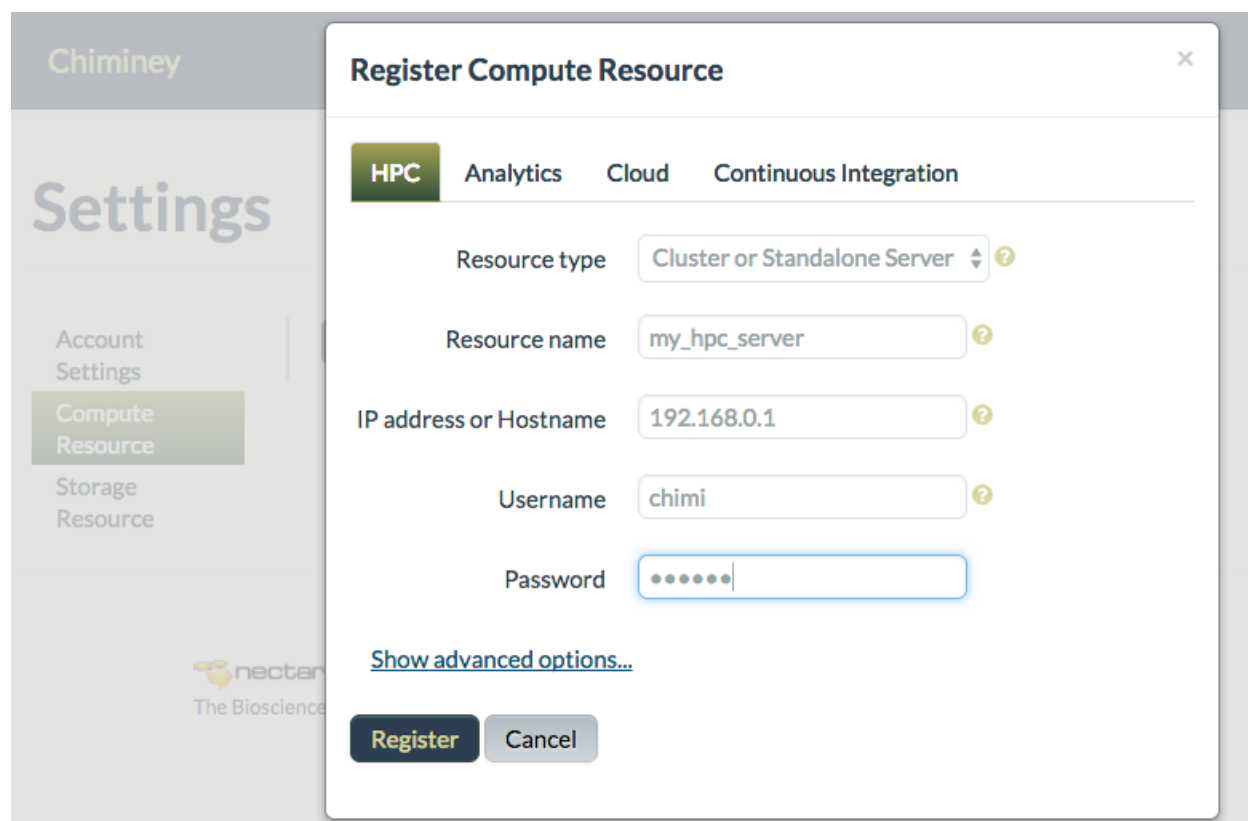 Chiminey
Register Compute Resource
×
HPC Analytics Cloud Continuous Integration
Settings
Resource type Cluster or Standalone Server ?
Resource name my_hpc_server ?
IP address or Hostname 192.168.0.1 ?
Username chimi ?
Password ••••••
Show advanced options...
Register Cancel
Account
Settings
Compute
Resource
Storage
Resource
nectar
The Bioscience